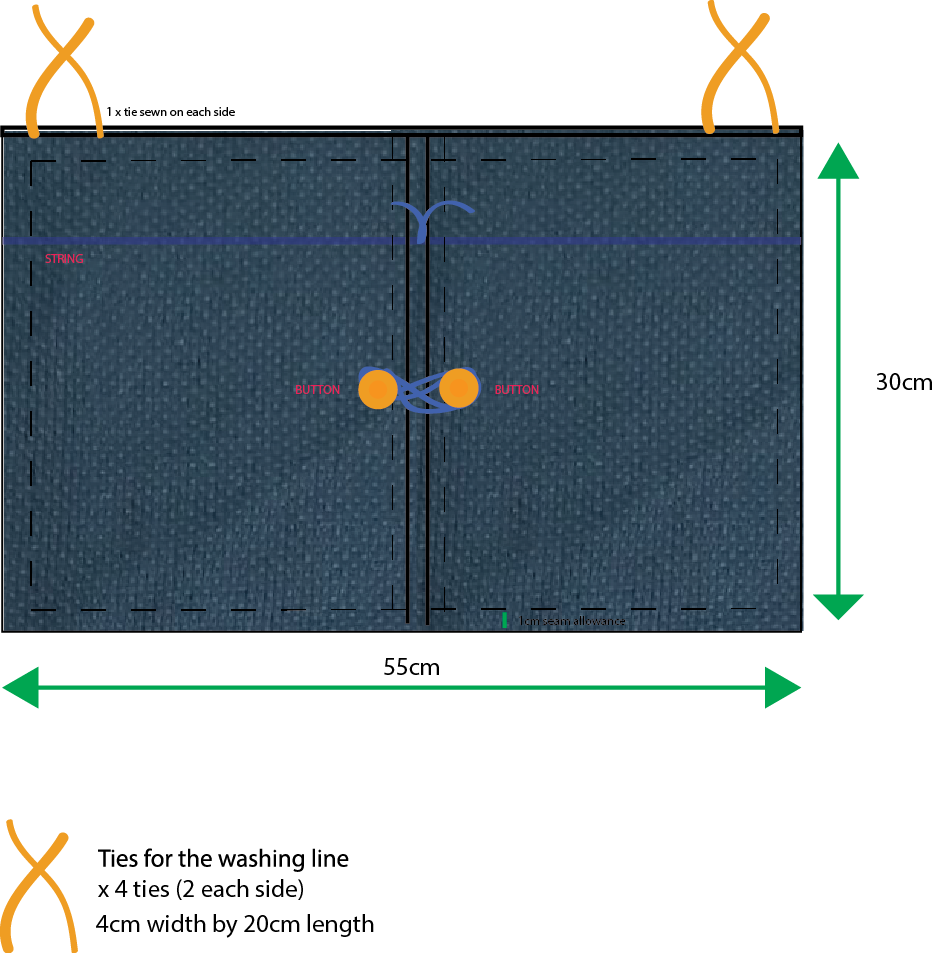 1 x tie sewn on each side
STRING
BUTTON
BUTTON
30cm
1cm seam allowance
55cm
Ties for the washing line
x 4 ties (2 each side)
4cm width by 20cm length